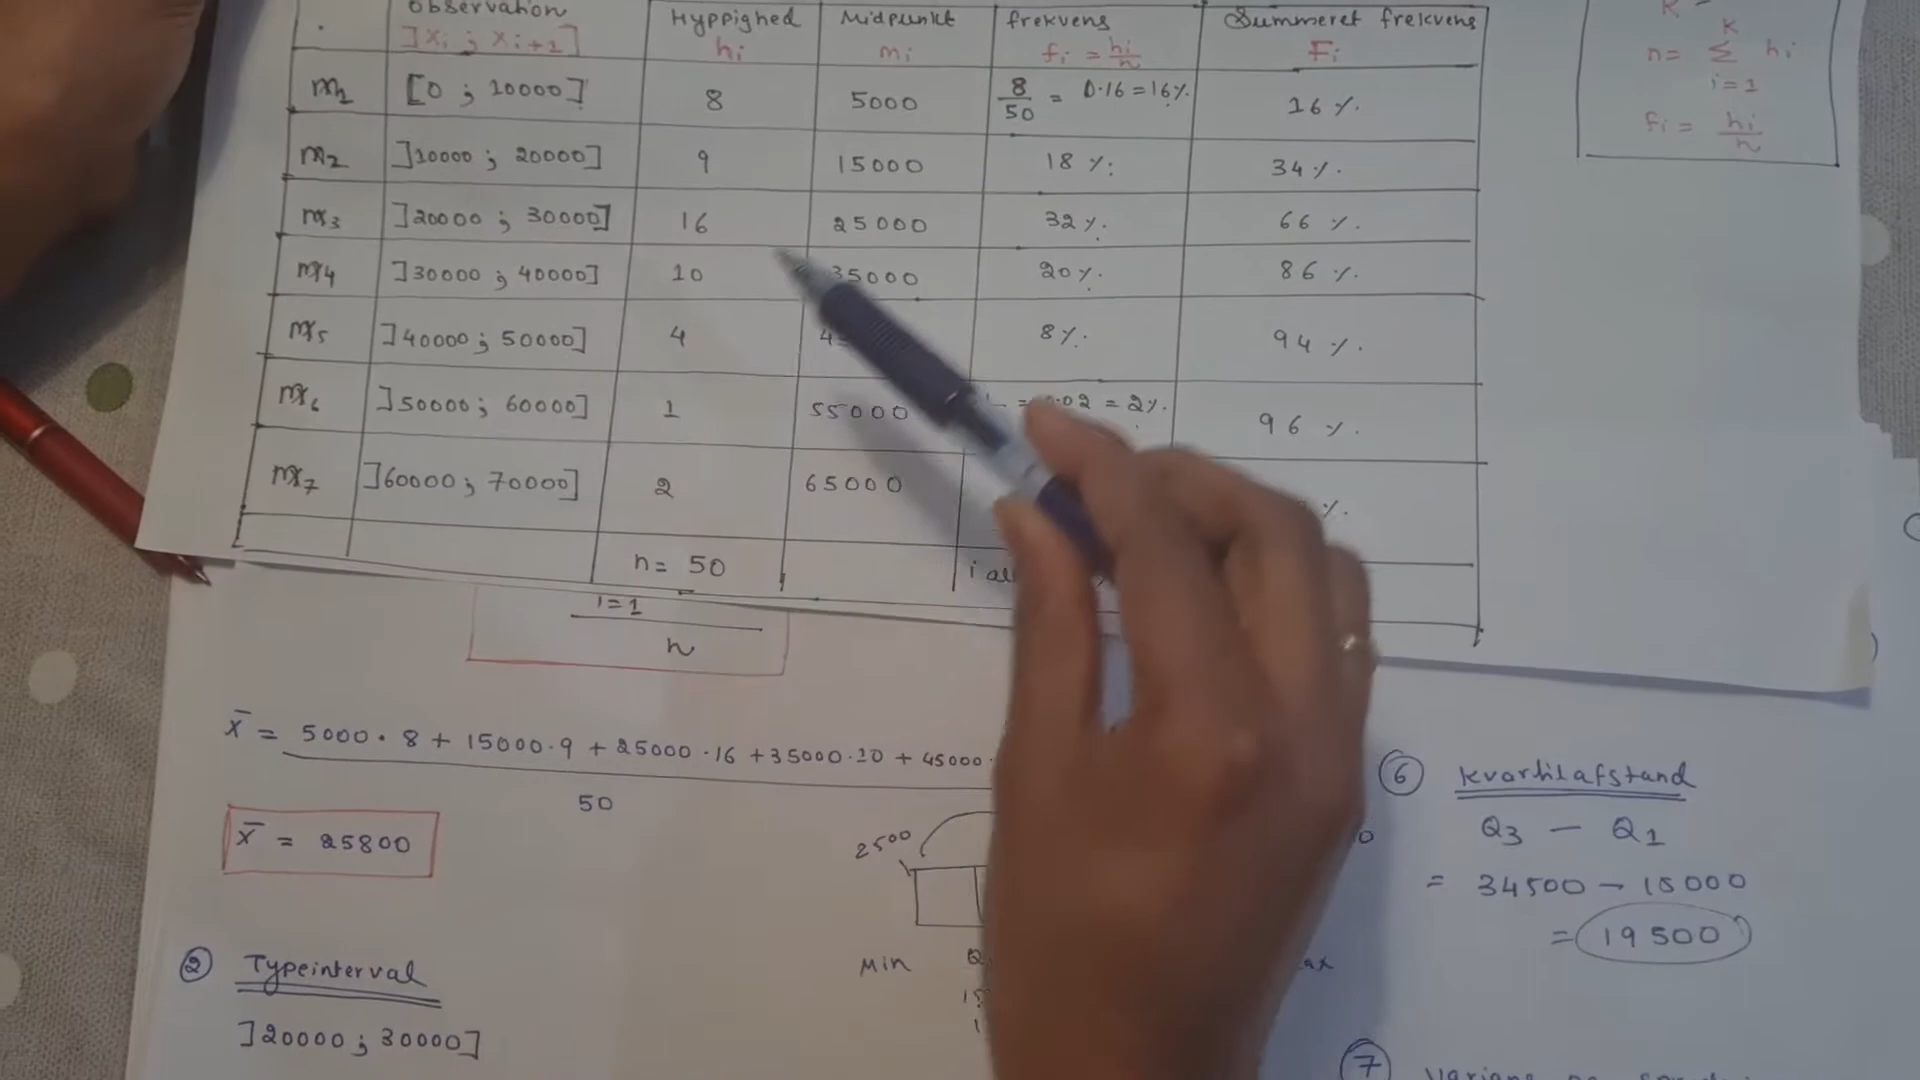 Observation Hyppighed Midpunkt frekvens Summeret frekvens
]xi ; xi+1] hi mi fi = hi/n Fi
m1 [0 ; 10000] 8 5000 8/50 = 0.16 = 16% 16 %
m2 ]10000 ; 20000] 9 15000 18 % 34 %
m3 ]20000 ; 30000] 16 25000 32 % 66 %
m4 ]30000 ; 40000] 10 35000 20 % 86 %
m5 ]40000 ; 50000] 4 8 % 94 %
m6 ]50000 ; 60000] 1 55000 = 0.02 = 2% 96 %
m7 ]60000 ; 70000] 2 65000 %
n = 50 i
K
n = Σ hi
i=1
fi = hi/n
i=1
n
x̄ = 5000 · 8 + 15000·9 + 25000·16 + 35000·10 + 45000
50
x̄ = 25800
② Typeinterval
]20000 ; 30000]
2500
Min
⑥ kvartilafstand
Q3 − Q1
= 34500 − 15000
= 19500
⑦ Varians